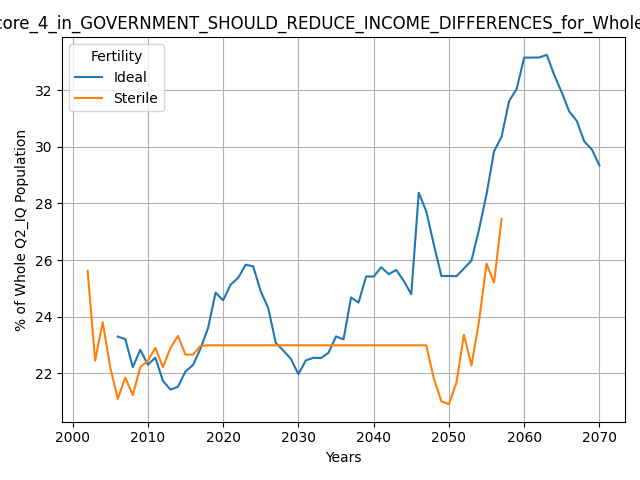 core_4_in_GOVERNMENT_SHOULD_REDUCE_INCOME_DIFFERENCES_for_Whole
Fertility
Ideal
Sterile
% of Whole Q2_IQ Population
32
30
28
26
24
22
2000 2010 2020 2030 2040 2050 2060 2070
Years